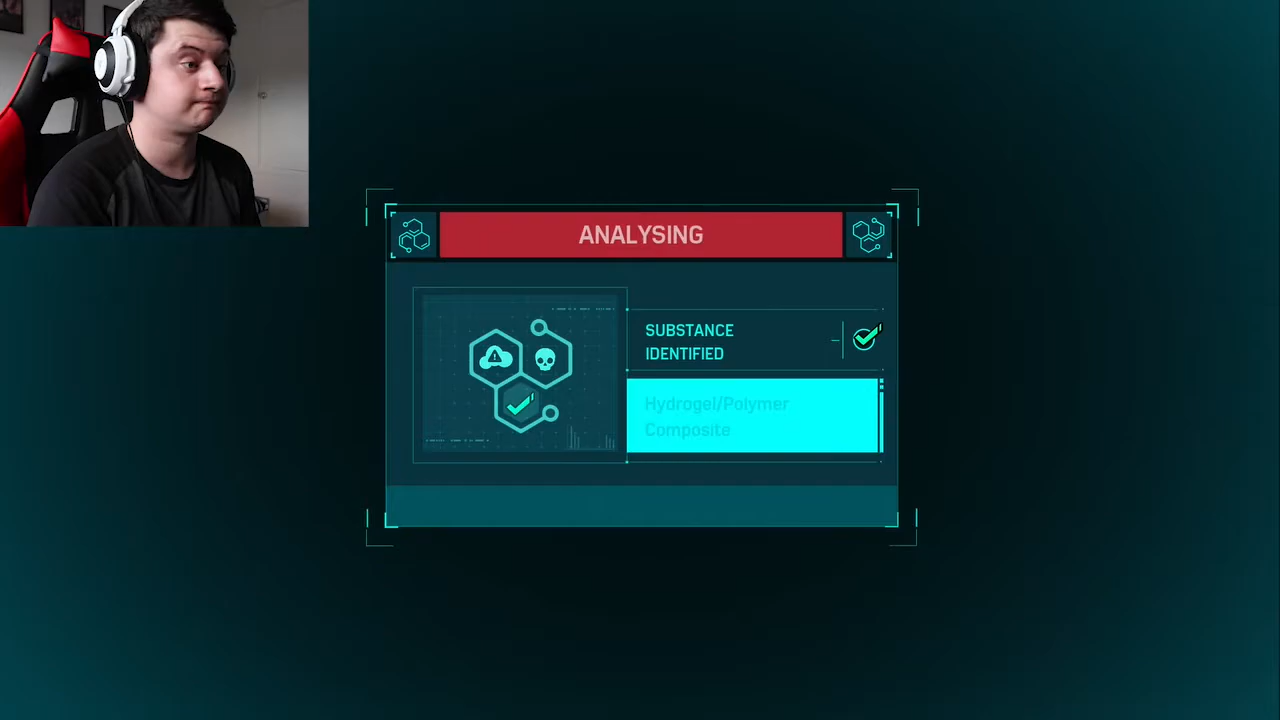 ANALYSING
SUBSTANCE
IDENTIFIED
Hydrogel/Polymer
Composite